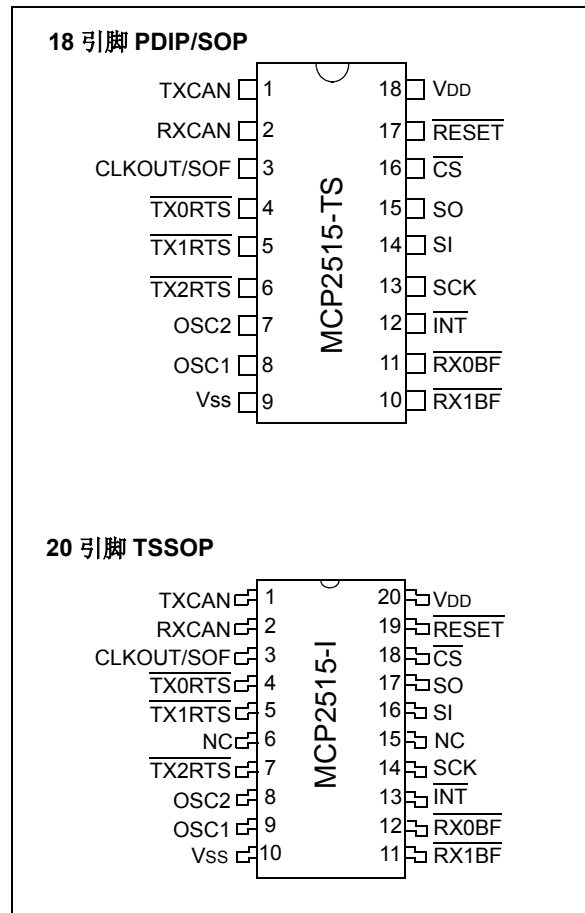 18 引脚 PDIP/SOP
TXCAN 1 18 VDD
RXCAN 2 17 RESET
CLKOUT/SOF 3 16 CS
TX0RTS 4 15 SO
TX1RTS 5 14 SI
TX2RTS 6 13 SCK
OSC2 7 12 INT
OSC1 8 11 RX0BF
Vss 9 10 RX1BF
MCP2515-TS
20 引脚 TSSOP
TXCAN 1 20 VDD
RXCAN 2 19 RESET
CLKOUT/SOF 3 18 CS
TX0RTS 4 17 SO
TX1RTS 5 16 SI
NC 6 15 NC
TX2RTS 7 14 SCK
OSC2 8 13 INT
OSC1 9 12 RX0BF
Vss 10 11 RX1BF
MCP2515-I